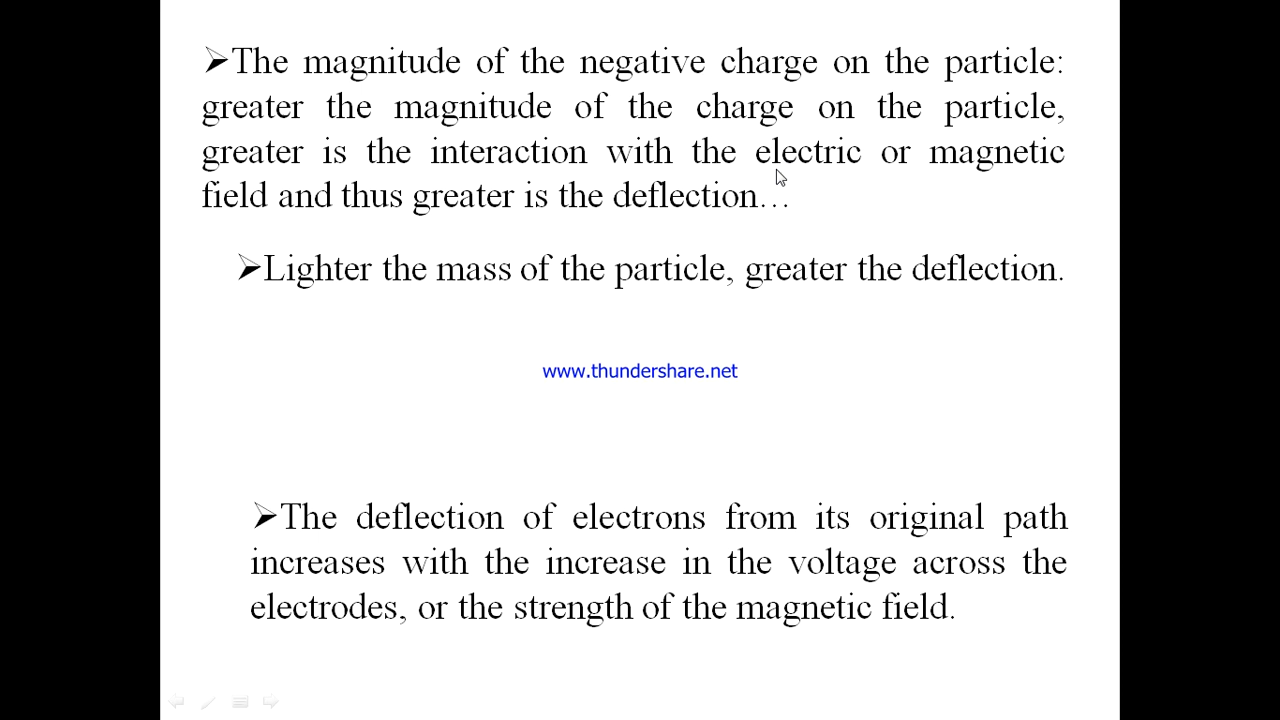 ➢The magnitude of the negative charge on the particle:
greater the magnitude of the charge on the particle,
greater is the interaction with the electric or magnetic
field and thus greater is the deflection…
➢Lighter the mass of the particle, greater the deflection.
www.thundershare.net
➢The deflection of electrons from its original path
increases with the increase in the voltage across the
electrodes, or the strength of the magnetic field.